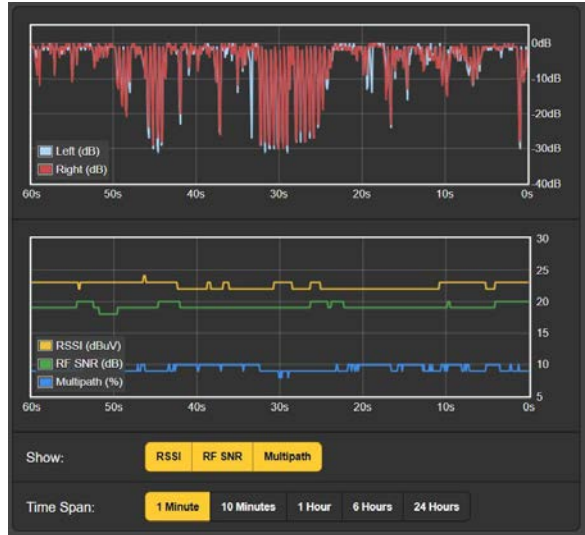 0dB
-10dB
-20dB
-30dB
-40dB
Left (dB)
Right (dB)
60s 50s 40s 30s 20s 10s 0s
30
25
20
15
10
5
RSSI (dBuV)
RF SNR (dB)
Multipath (%)
60s 50s 40s 30s 20s 10s 0s
Show: RSSI RF SNR Multipath
Time Span: 1 Minute 10 Minutes 1 Hour 6 Hours 24 Hours